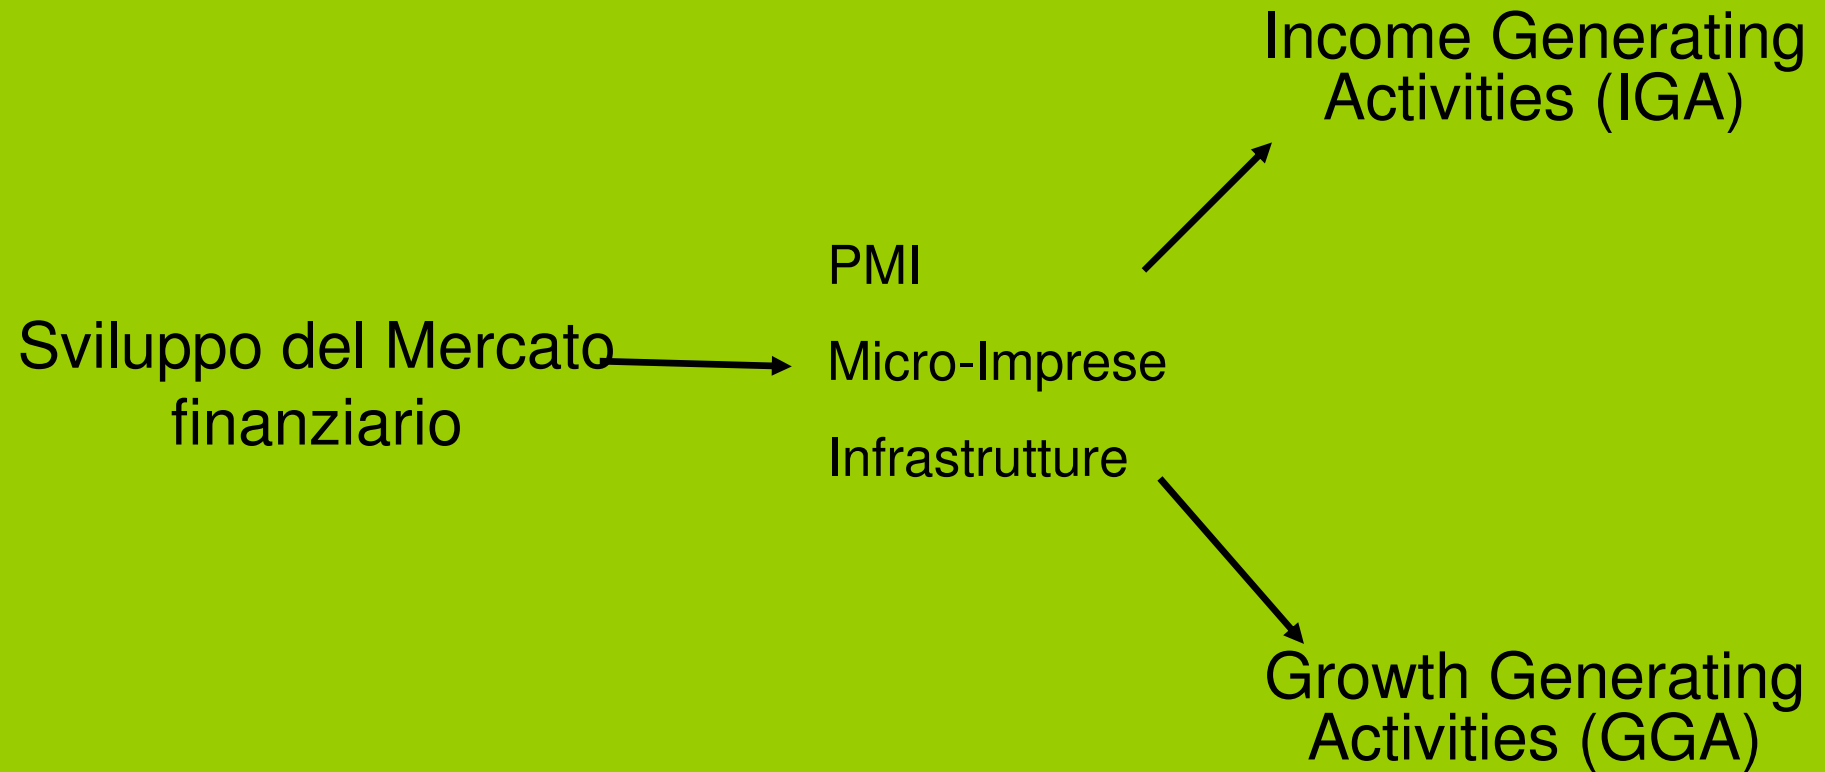 Income Generating
Activities (IGA)
PMI
Sviluppo del Mercato
finanziario
Micro-Imprese
Infrastrutture
Growth Generating
Activities (GGA)